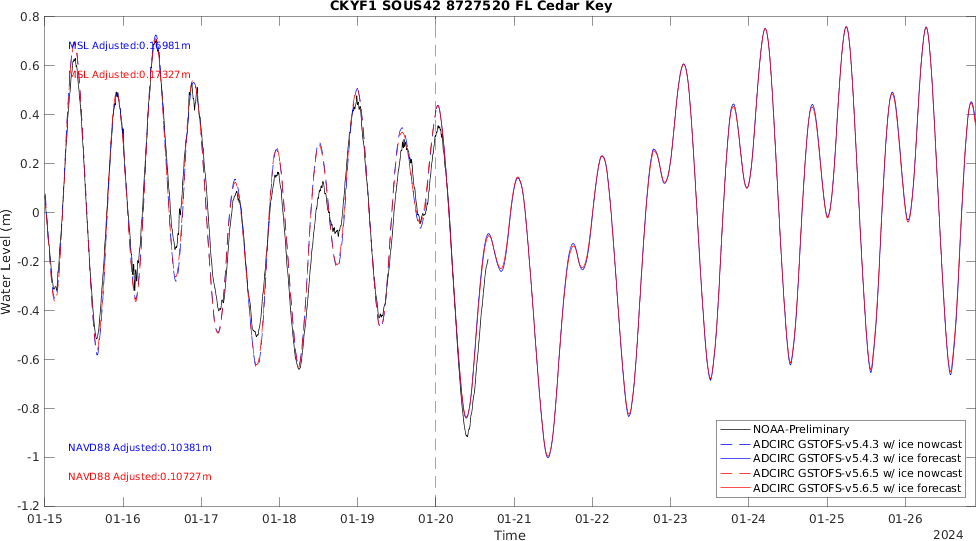 CKYF1 SOUS42 8727520 FL Cedar Key
0.8
0.6
0.4
0.2
0
-0.2
-0.4
-0.6
-0.8
-1
-1.2
Water Level (m)
MSL Adjusted:0.16981m
MSL Adjusted:0.17327m
NAVD88 Adjusted:0.10381m
NAVD88 Adjusted:0.10727m
NOAA-Preliminary
ADCIRC GSTOFS-v5.4.3 w/ ice nowcast
ADCIRC GSTOFS-v5.4.3 w/ ice forecast
ADCIRC GSTOFS-v5.6.5 w/ ice nowcast
ADCIRC GSTOFS-v5.6.5 w/ ice forecast
01-15 01-16 01-17 01-18 01-19 01-20 01-21 01-22 01-23 01-24 01-25 01-26
Time
2024